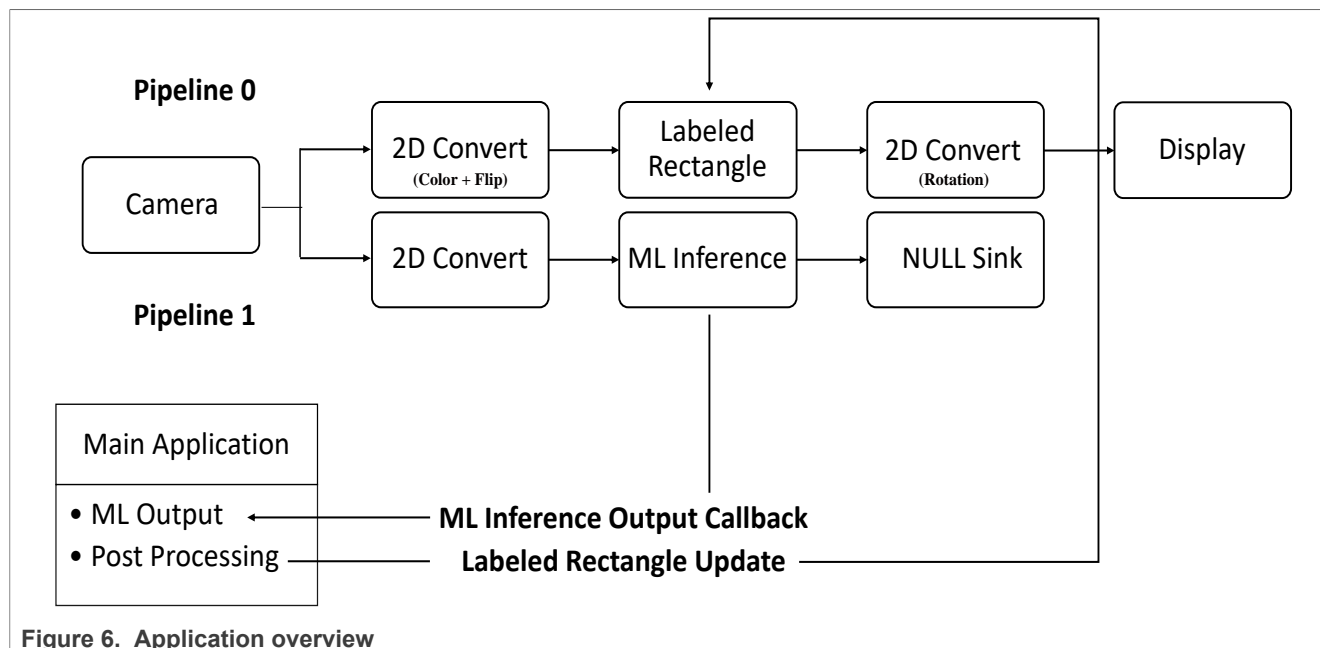 Pipeline 0
Camera
2D Convert
(Color + Flip)
Labeled
Rectangle
2D Convert
(Rotation)
Display
2D Convert
ML Inference
NULL Sink
Pipeline 1
Main Application
• ML Output
• Post Processing
ML Inference Output Callback
Labeled Rectangle Update
Figure 6. Application overview